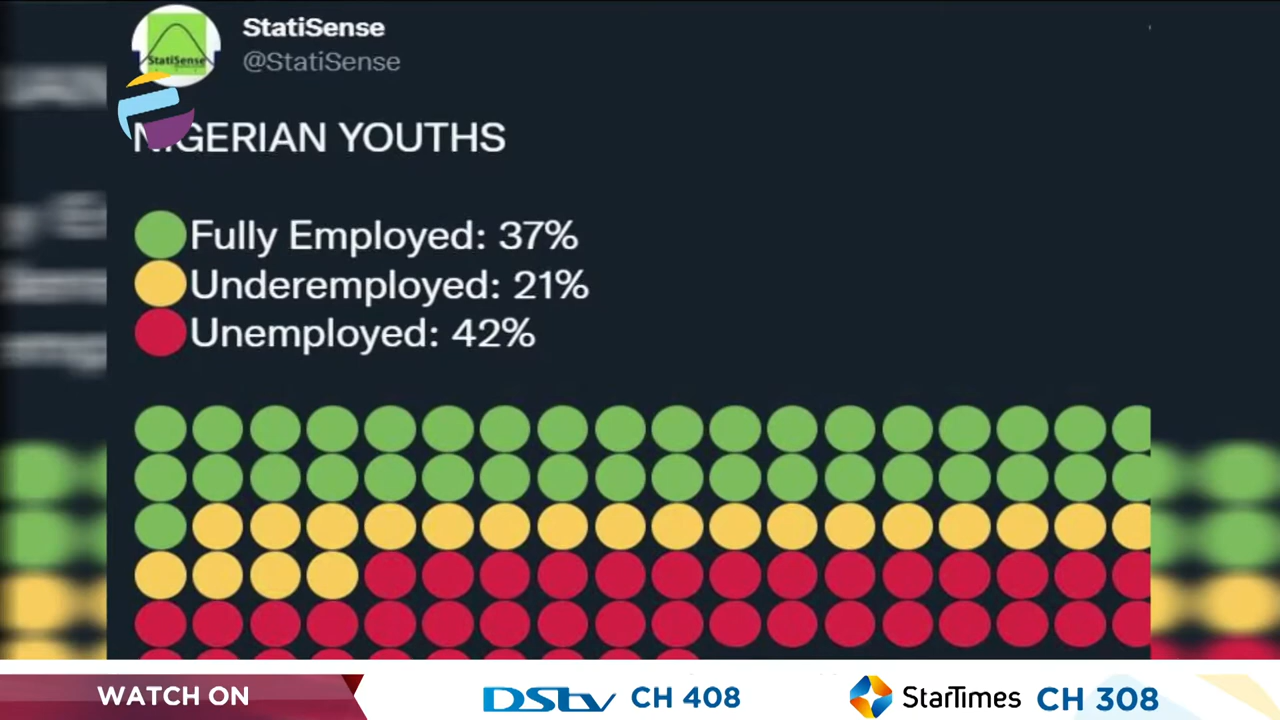 StatiSense
StatiSense
@StatiSense
NIGERIAN YOUTHS
Fully Employed: 37%
Underemployed: 21%
Unemployed: 42%
WATCH ON
DStv CH 408
StarTimes CH 308